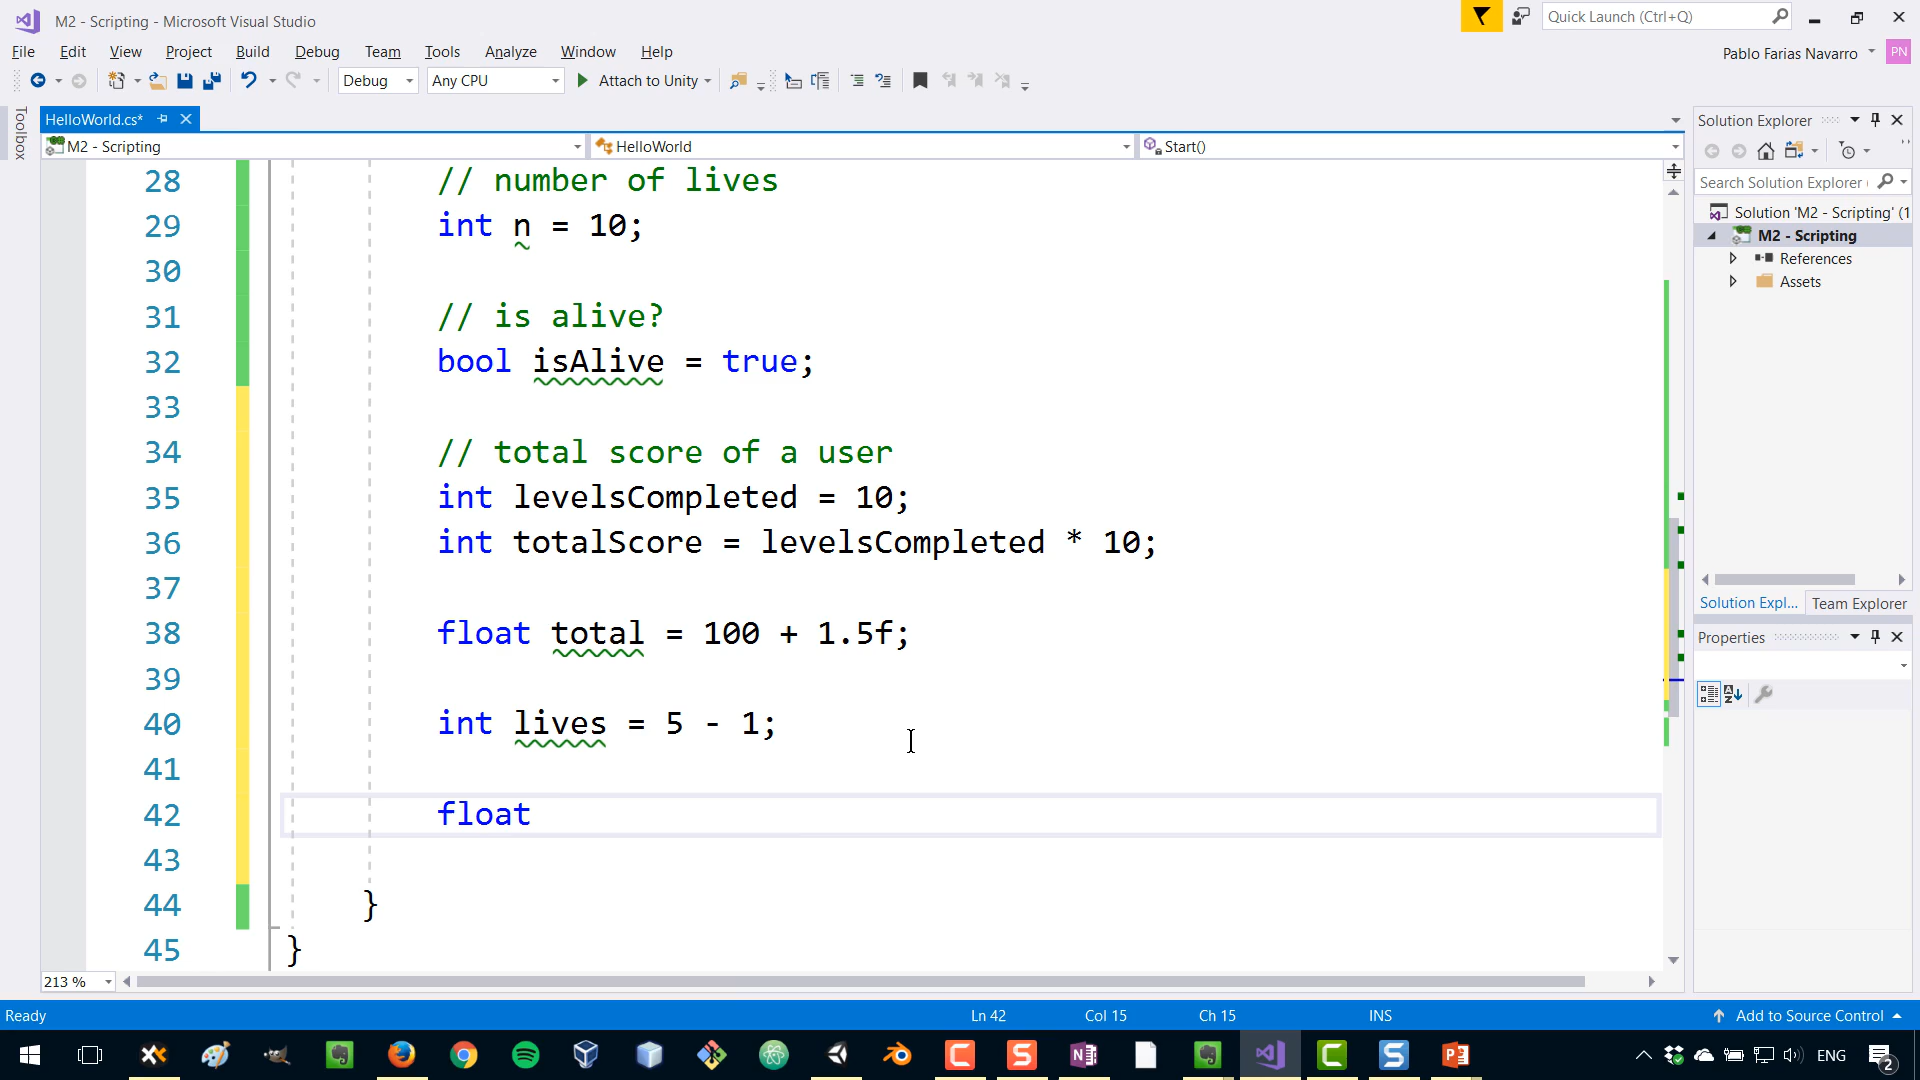 M2 - Scripting - Microsoft Visual Studio
Quick Launch (Ctrl+Q)
File Edit View Project Build Debug Team Tools Analyze Window Help
Pablo Farias Navarro PN
Debug Any CPU Attach to Unity
Toolbox
HelloWorld.cs*
M2 - Scripting HelloWorld Start()
28 // number of lives
29 int n = 10;
30
31 // is alive?
32 bool isAlive = true;
33
34 // total score of a user
35 int levelsCompleted = 10;
36 int totalScore = levelsCompleted * 10;
37
38 float total = 100 + 1.5f;
39
40 int lives = 5 - 1;
41
42 float
43
44 }
45 }
213 %
Solution Explorer
Search Solution Explorer (
Solution 'M2 - Scripting' (1
M2 - Scripting
References
Assets
Solution Expl... Team Explorer
Properties
Ready Ln 42 Col 15 Ch 15 INS Add to Source Control
ENG 2